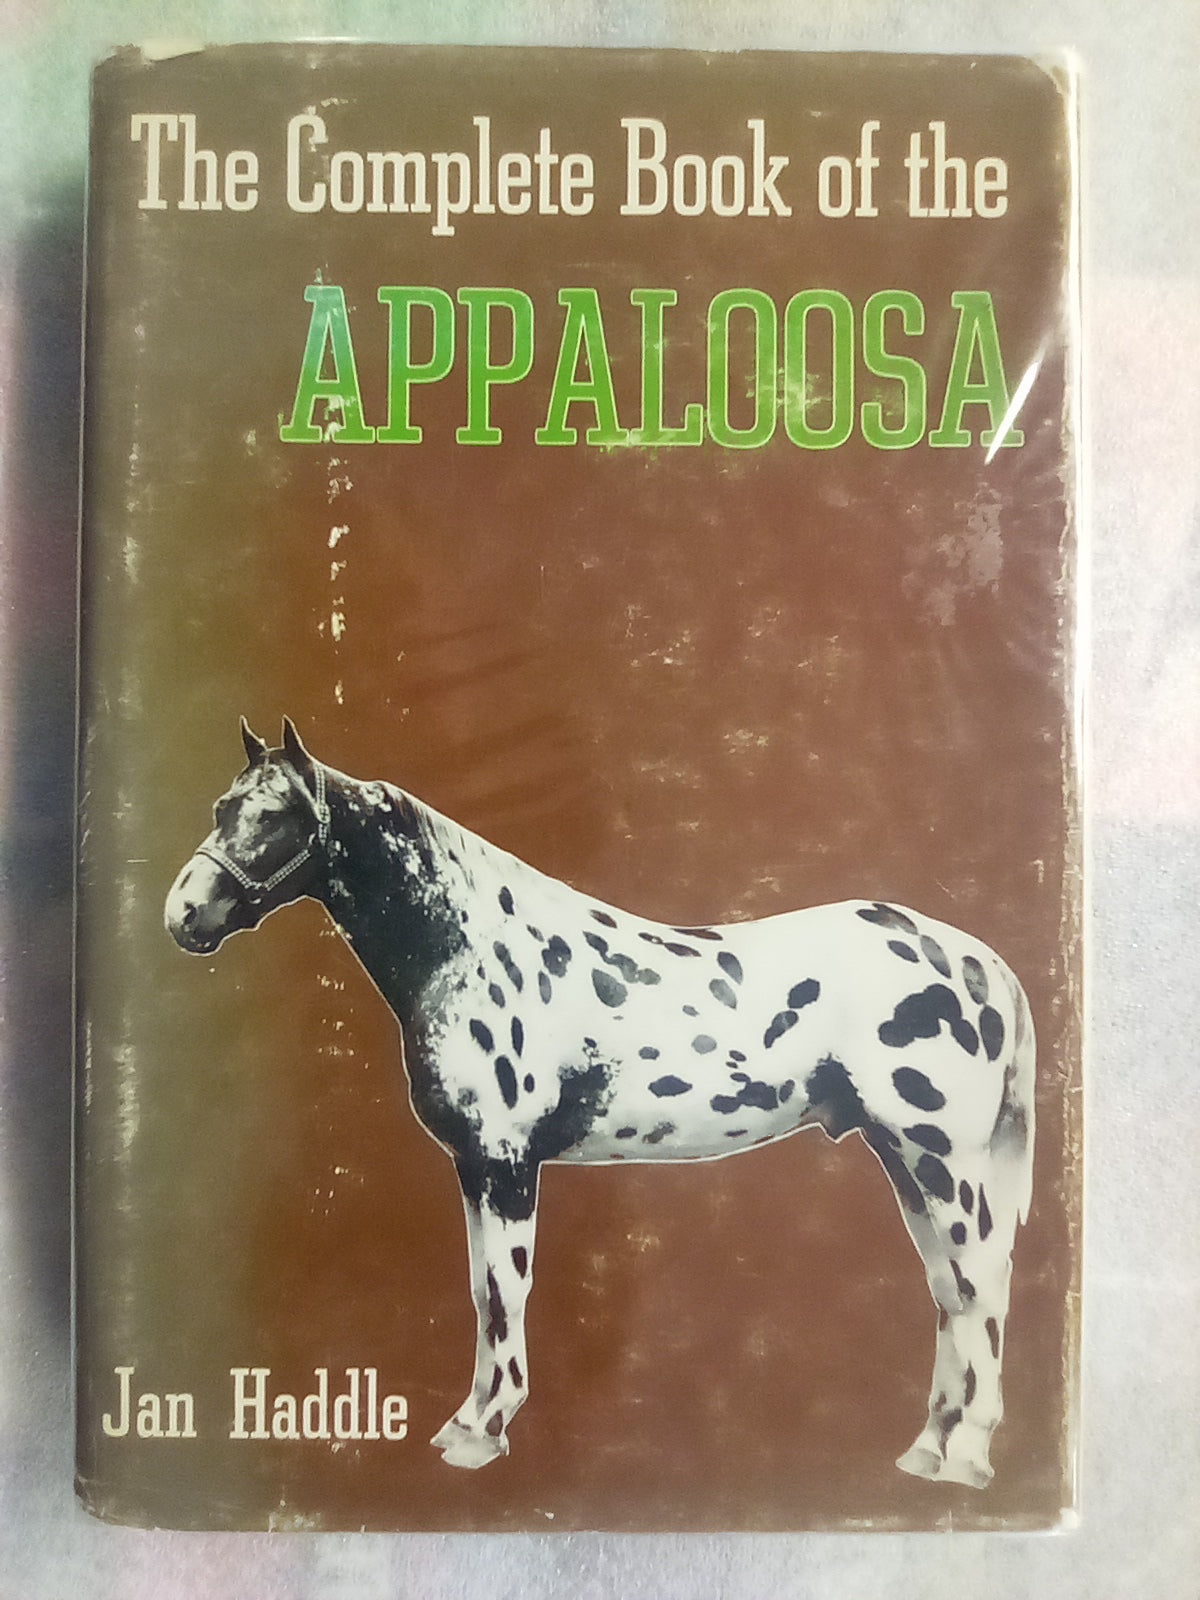 The Complete Book of the
APPALOOSA
Jan Haddle